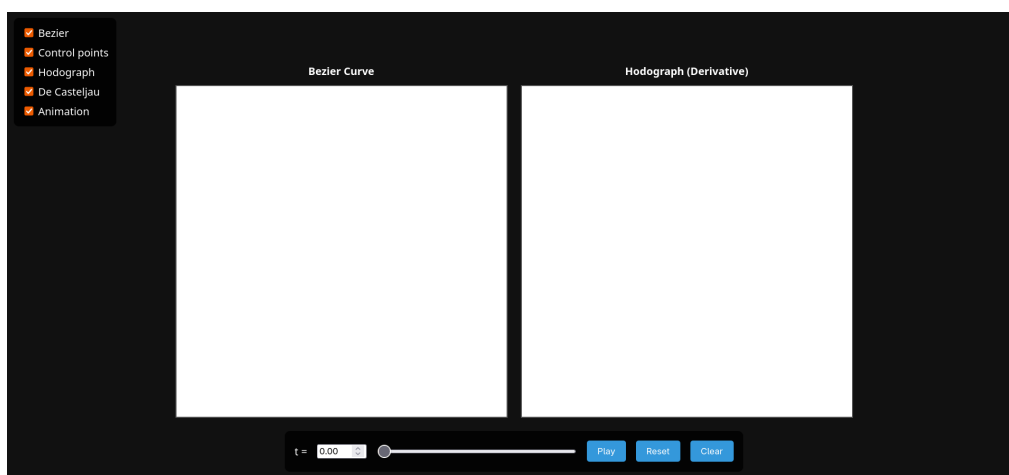 Bezier
Control points
Hodograph
De Casteljau
Animation
Bezier Curve
Hodograph (Derivative)
t = 0.00 Play Reset Clear